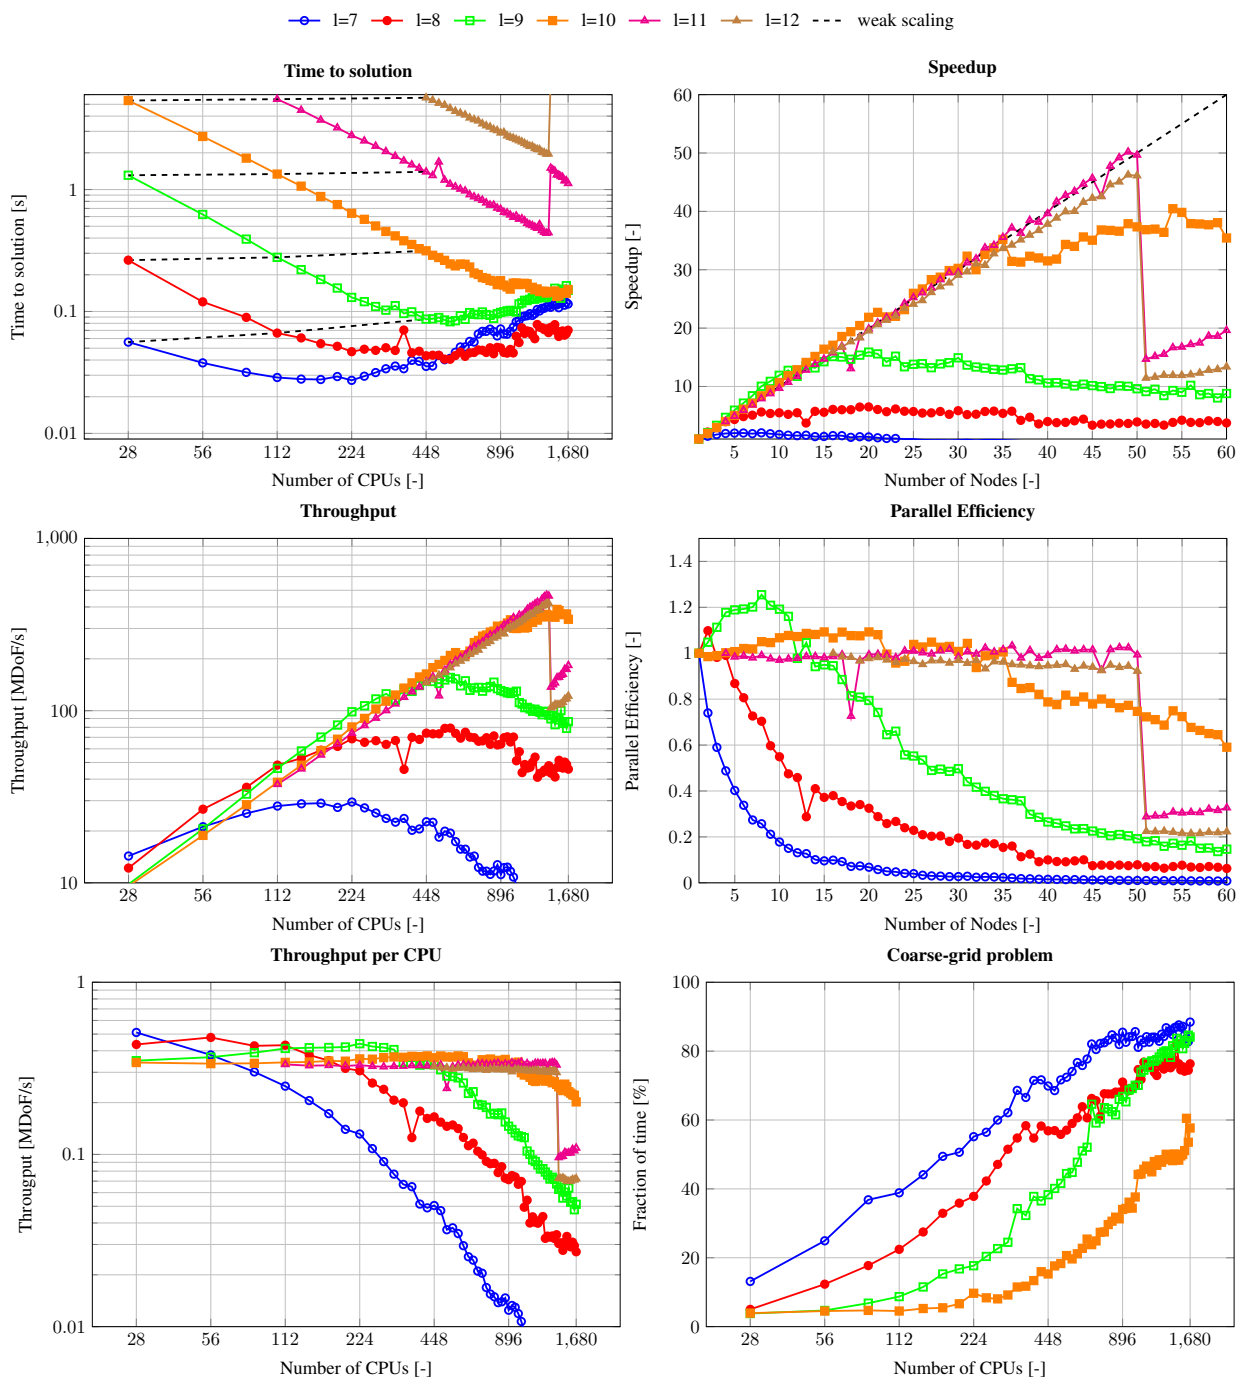 l=7 l=8 l=9 l=10 l=11 l=12 weak scaling
Time to solution
Time to solution [s]
1
0.1
0.01
28 56 112 224 448 896 1,680
Number of CPUs [-]
Speedup
Speedup [-]
60
50
40
30
20
10
5 10 15 20 25 30 35 40 45 50 55 60
Number of Nodes [-]
Throughput
Throughput [MDoF/s]
1,000
100
10
28 56 112 224 448 896 1,680
Number of CPUs [-]
Parallel Efficiency
Parallel Efficiency [-]
1.4
1.2
1
0.8
0.6
0.4
0.2
0
5 10 15 20 25 30 35 40 45 50 55 60
Number of Nodes [-]
Throughput per CPU
Througput [MDoF/s]
1
0.1
0.01
28 56 112 224 448 896 1,680
Number of CPUs [-]
Coarse-grid problem
Fraction of time [%]
100
80
60
40
20
0
28 56 112 224 448 896 1,680
Number of CPUs [-]